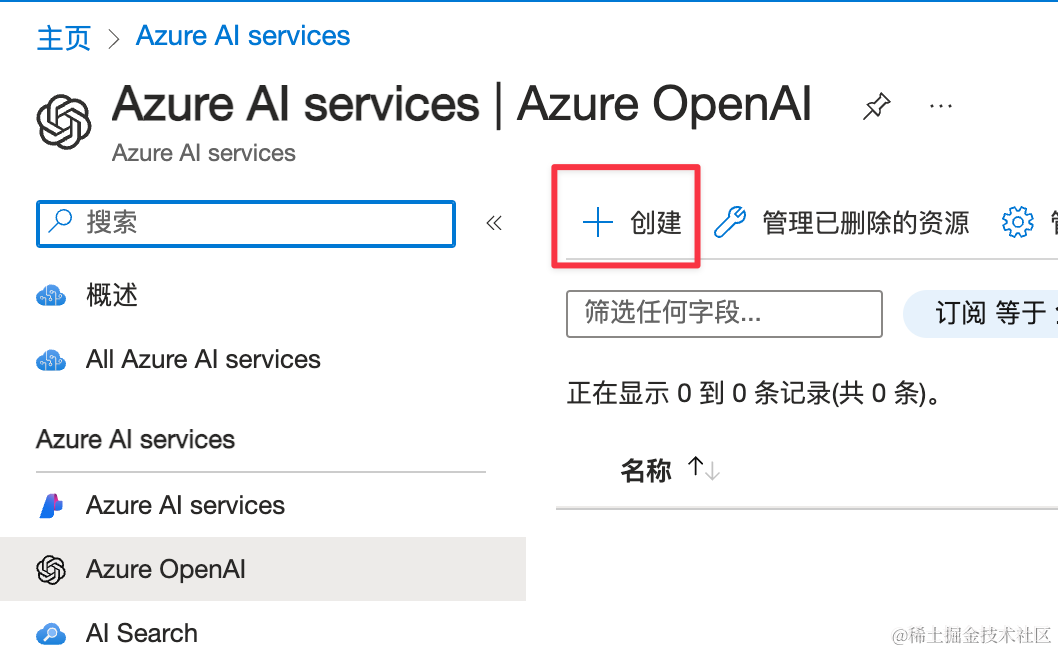 主页 > Azure AI services
Azure AI services | Azure OpenAI ...
Azure AI services
搜索
«
创建
管理已删除的资源
概述
筛选任何字段...
订阅 等于
All Azure AI services
正在显示 0 到 0 条记录(共 0 条)。
Azure AI services
名称 ↑↓
Azure AI services
Azure OpenAI
AI Search
@稀土掘金技术社区